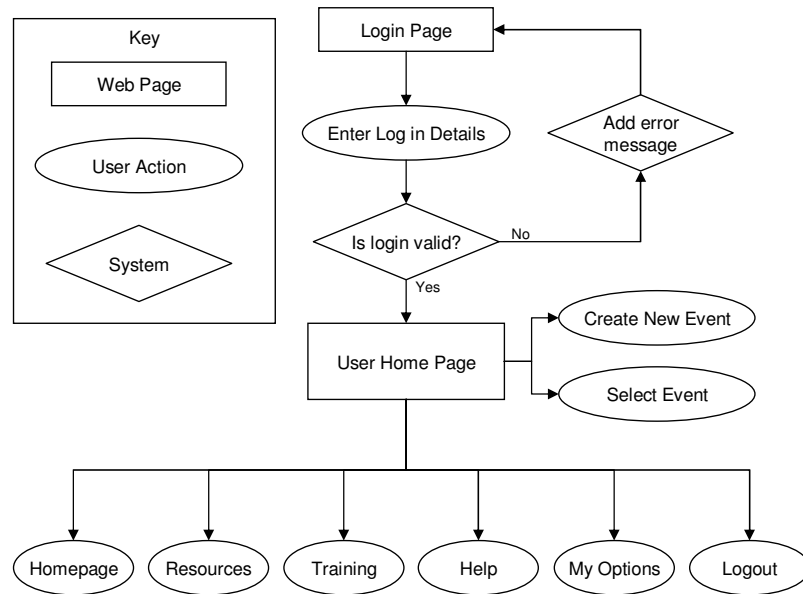 Key
Web Page
User Action
System
Login Page
Enter Log in Details
Add error
message
Is login valid?
No
Yes
User Home Page
Create New Event
Select Event
Homepage
Resources
Training
Help
My Options
Logout